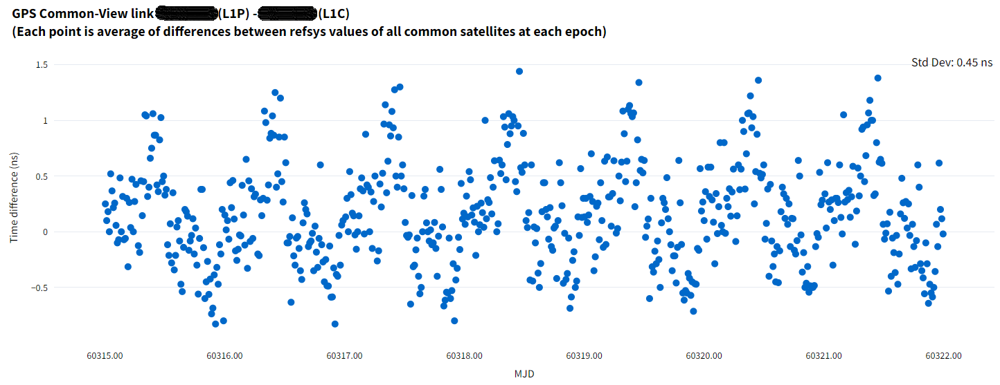 GPS Common-View link (L1P) - (L1C)
(Each point is average of differences between refsys values of all common satellites at each epoch)
Std Dev: 0.45 ns
1.5
1
0.5
0
−0.5
Time difference (ns)
60315.00 60316.00 60317.00 60318.00 60319.00 60320.00 60321.00 60322.00
MJD